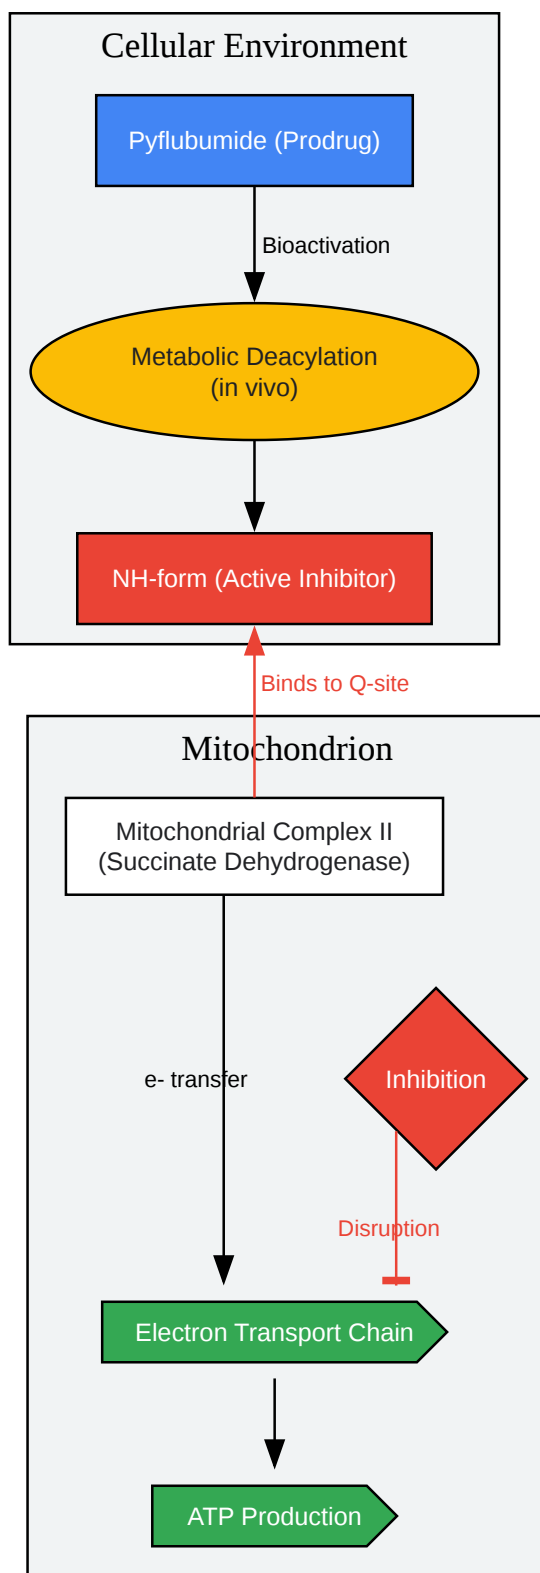 Cellular Environment
Pyflubumide (Prodrug)
Bioactivation
Metabolic Deacylation
(in vivo)
NH-form (Active Inhibitor)
Binds to Q-site
Mitochondrion
Mitochondrial Complex II
(Succinate Dehydrogenase)
e- transfer
Inhibition
Disruption
Electron Transport Chain
ATP Production